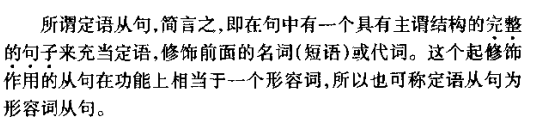 所谓定语从句,简言之,即在句中有一个具有主谓结构的完整
的句子来充当定语,修饰前面的名词(短语)或代词。这个起修饰
作用的从句在功能上相当于一个形容词,所以也可称定语从句为
形容词从句。